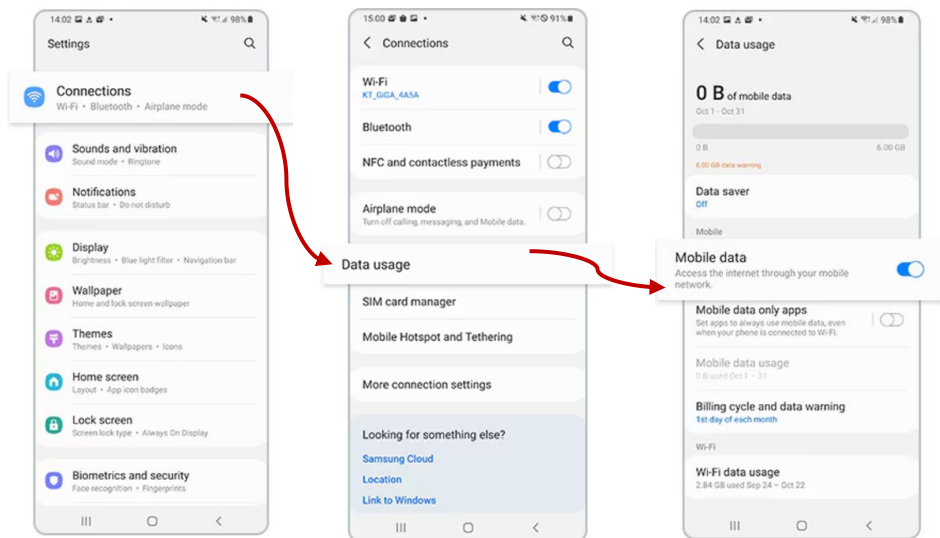 14:02 98%
Settings
Connections
Wi-Fi • Bluetooth • Airplane mode
Sounds and vibration
Sound mode • Ringtone
Notifications
Status bar • Do not disturb
Display
Brightness • Blue light filter • Navigation bar
Wallpaper
Home and lock screen wallpaper
Themes
Themes • Wallpapers • Icons
Home screen
Layout • App icon badges
Lock screen
Screen lock type • Always On Display
Biometrics and security
Face recognition • Fingerprints
15:00 91%
Connections
Wi-Fi
KT_GIGA_4A5A
Bluetooth
NFC and contactless payments
Airplane mode
Turn off calling, messaging, and Mobile data.
Data usage
SIM card manager
Mobile Hotspot and Tethering
More connection settings
Looking for something else?
Samsung Cloud
Location
Link to Windows
14:02 98%
Data usage
0 B of mobile data
Oct 1 - Oct 31
0 B 6.00 GB
6.00 GB data warning
Data saver
Off
Mobile
Mobile data
Access the internet through your mobile
network.
Mobile data only apps
Set apps to always use mobile data, even
when your phone is connected to Wi-Fi.
Mobile data usage
0 B used Oct 1 – 31
Billing cycle and data warning
1st day of each month
Wi-Fi
Wi-Fi data usage
2.84 GB used Sep 24 – Oct 22